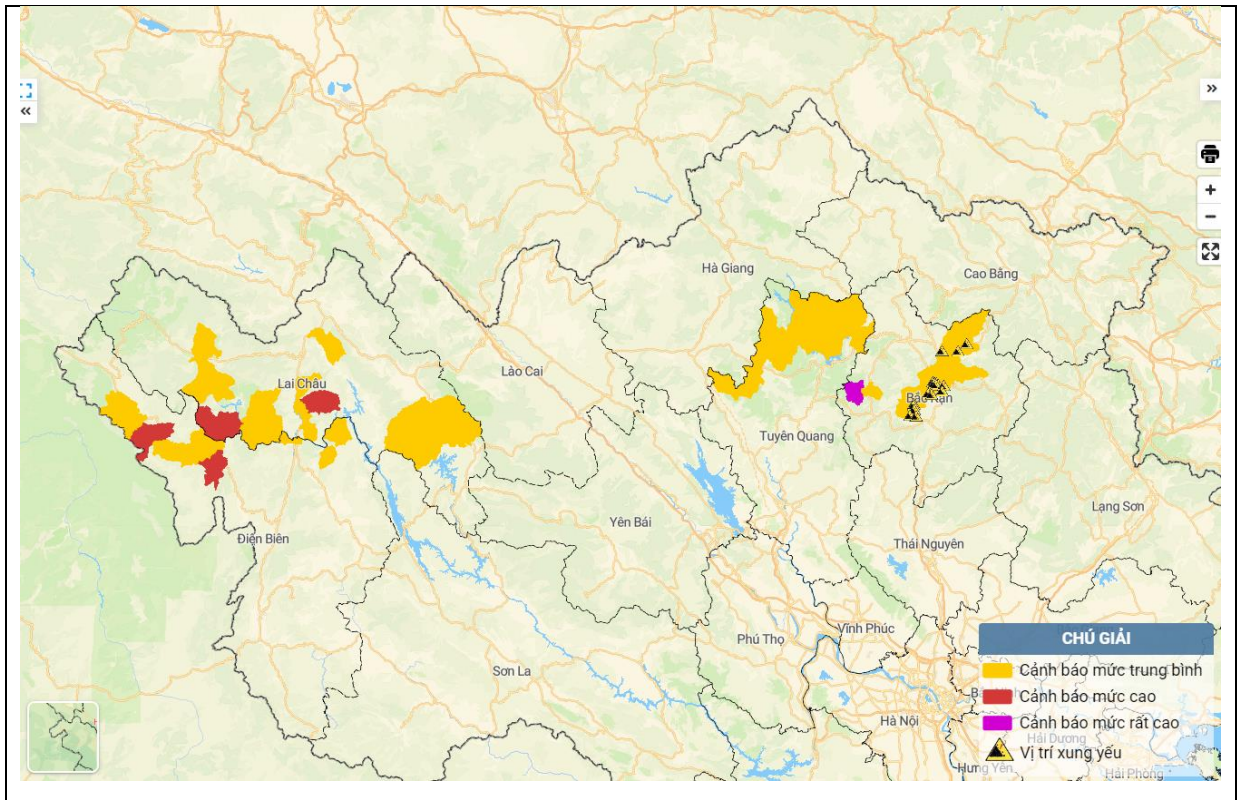 «
»
+
−
Hà Giang
Cao Bằng
Lào Cai
Lai Châu
Bắc Kạn
Tuyên Quang
Lạng Sơn
Yên Bái
Điện Biên
Thái Nguyên
Vĩnh Phúc
Phú Thọ
Sơn La
Hà Nội
CHÚ GIẢI
Cảnh báo mức trung bình
Cảnh báo mức cao
Cảnh báo mức rất cao
Vị trí xung yếu
Hải Dương
Hưng Yên
Hải Phòng